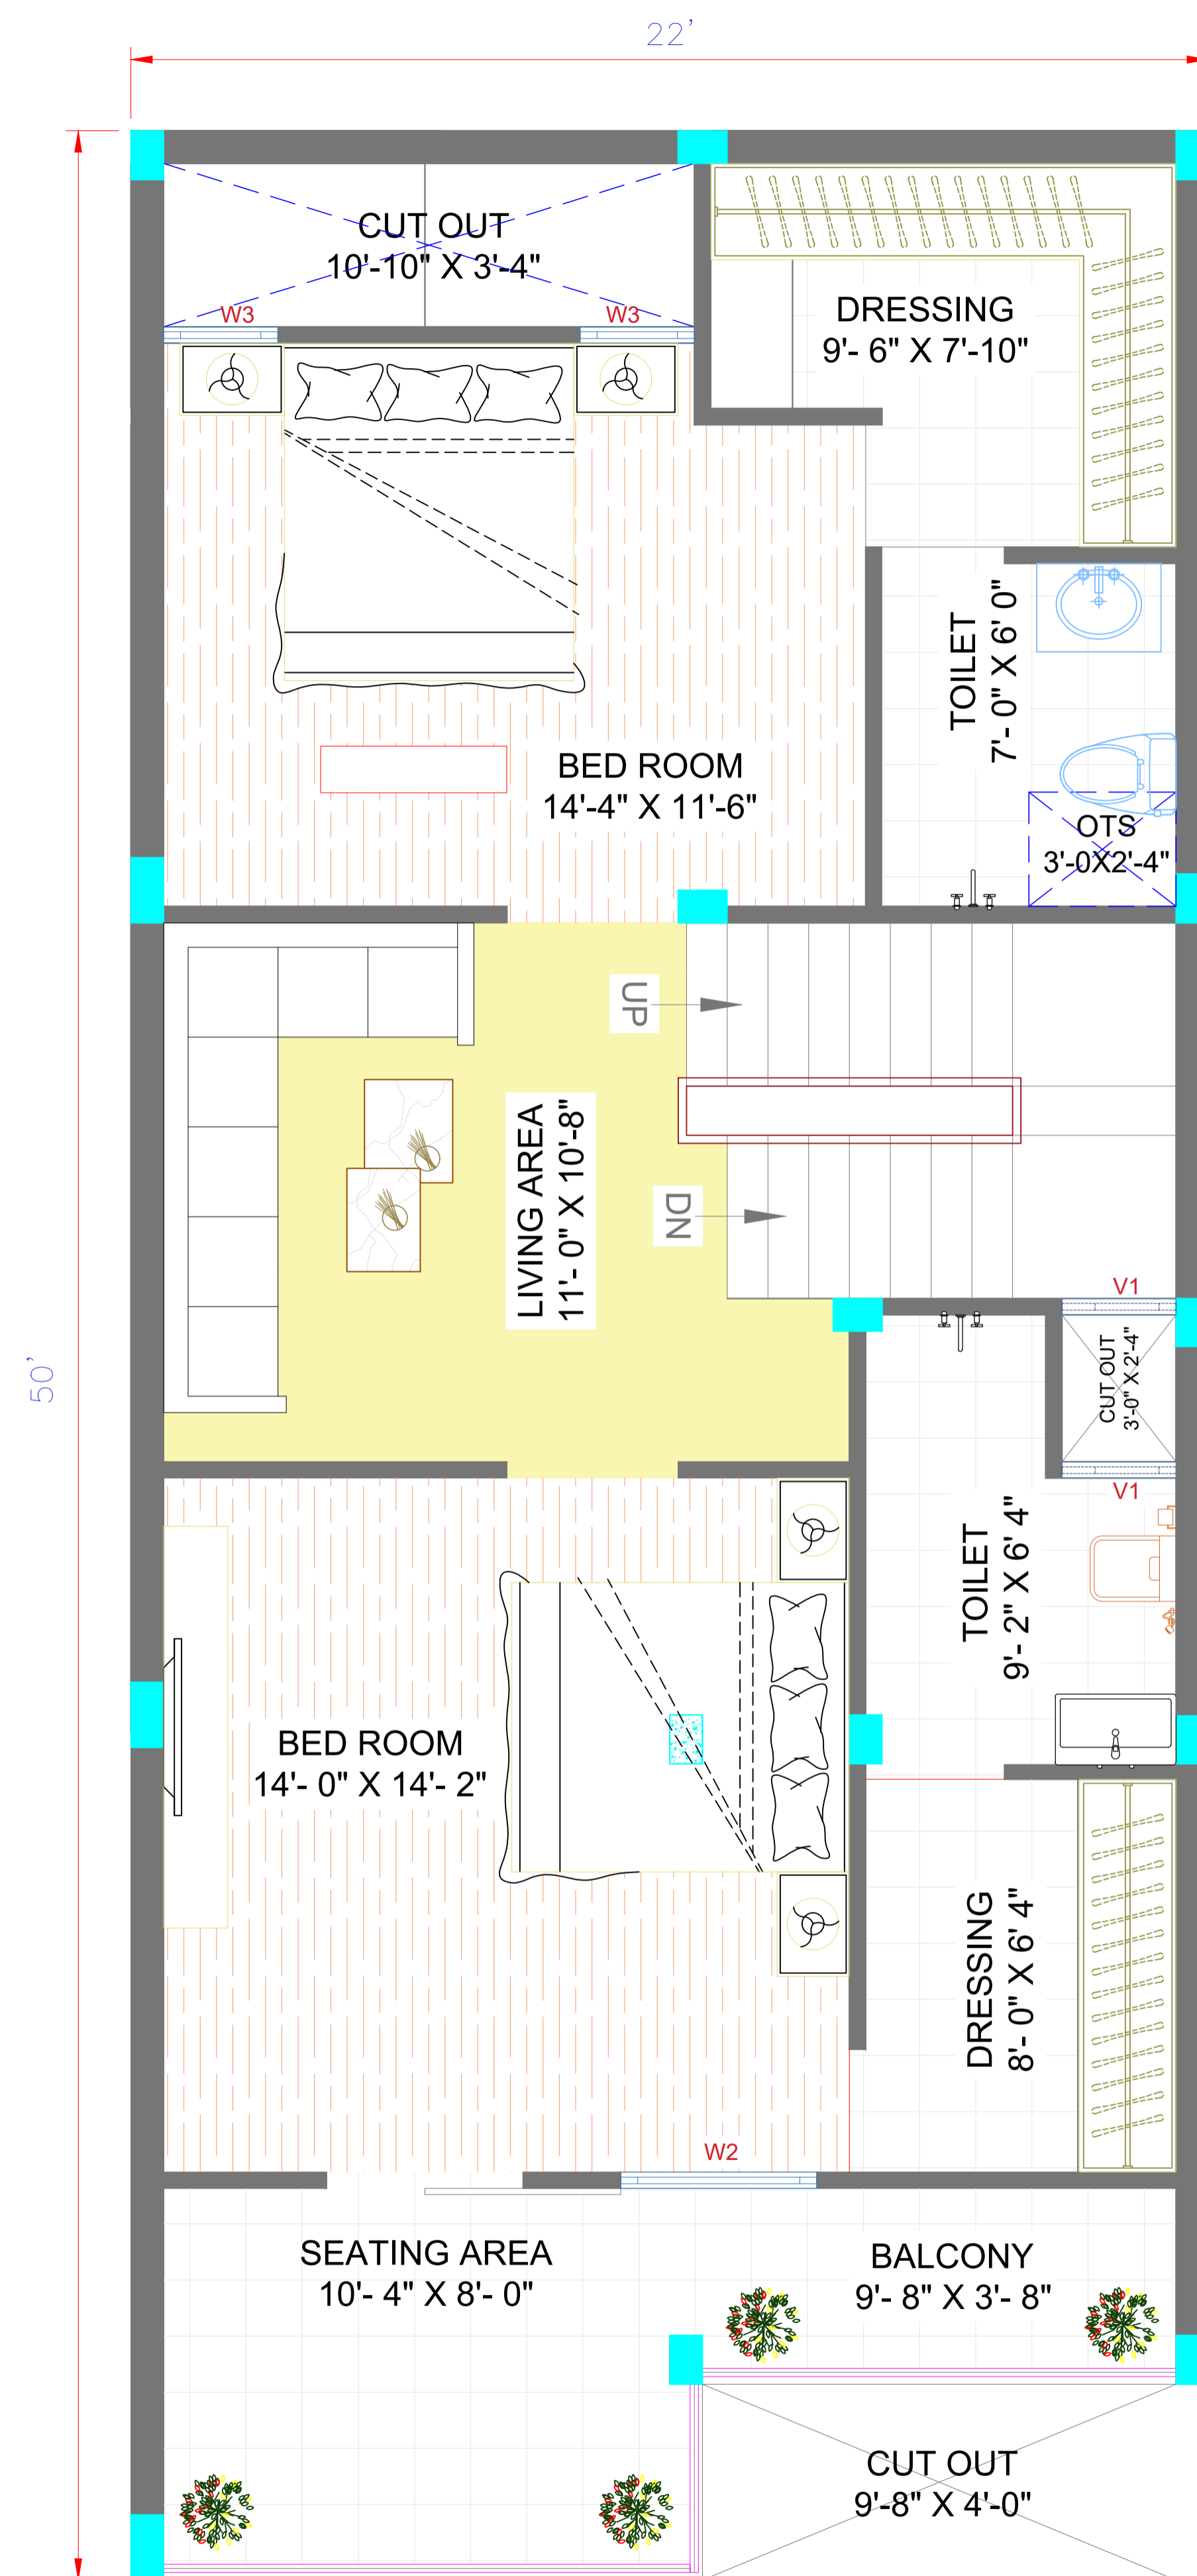 22'
CUT OUT
10'-10" X 3'-4"
W3
W3
DRESSING
9'- 6" X 7'-10"
TOILET
7'- 0" X 6' 0"
BED ROOM
14'-4" X 11'-6"
OTS
3'-0X2'-4"
UP
LIVING AREA
11'- 0" X 10'-8"
DN
V1
CUT OUT
3'-0" X 2'-4"
V1
50'
TOILET
9'- 2" X 6' 4"
BED ROOM
14'- 0" X 14'- 2"
DRESSING
8'- 0" X 6' 4"
W2
SEATING AREA
10'- 4" X 8'- 0"
BALCONY
9'- 8" X 3'- 8"
CUT OUT
9'-8" X 4'-0"